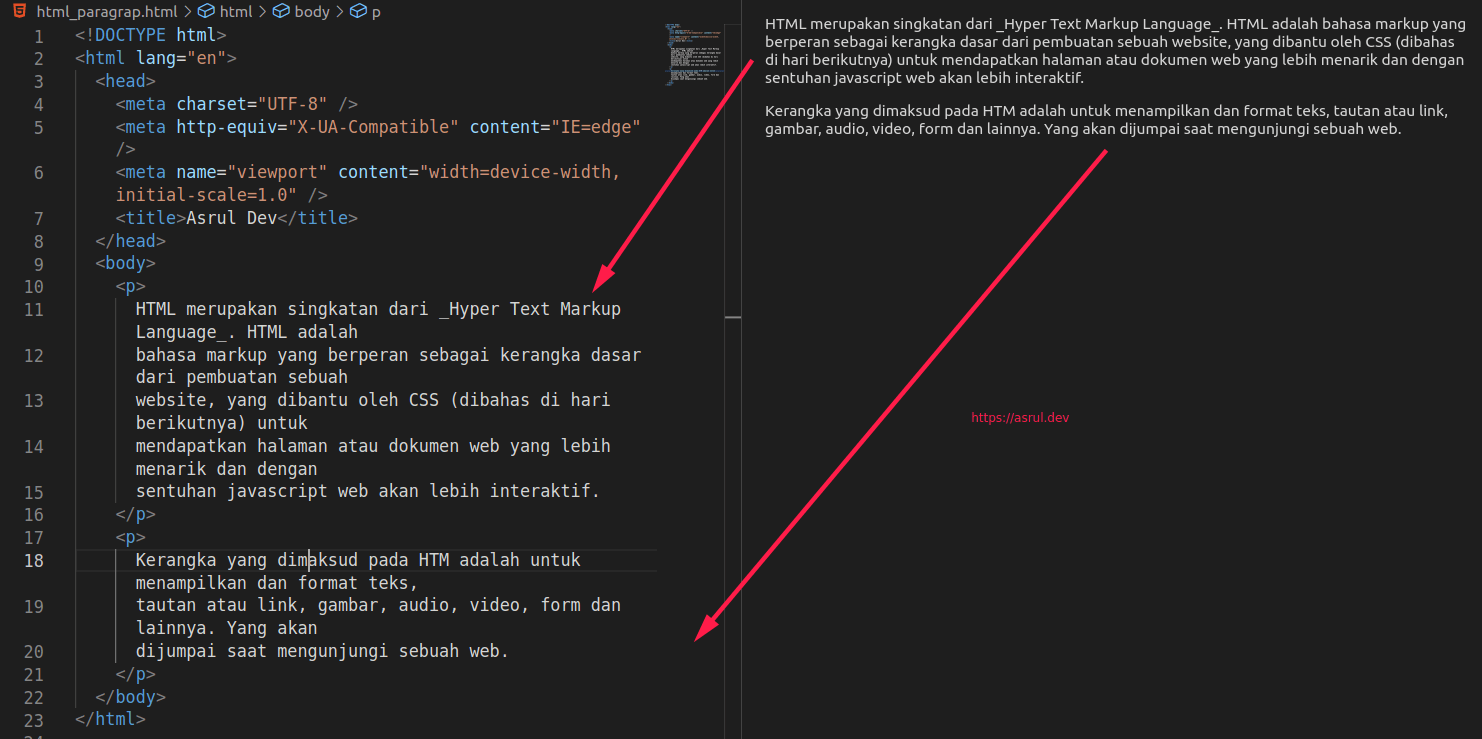 html_paragrap.html > html > body > p
1 <!DOCTYPE html>
2 <html lang="en">
3 <head>
4 <meta charset="UTF-8" />
5 <meta http-equiv="X-UA-Compatible" content="IE=edge"
/>
6 <meta name="viewport" content="width=device-width,
initial-scale=1.0" />
7 <title>Asrul Dev</title>
8 </head>
9 <body>
10 <p>
11 HTML merupakan singkatan dari _Hyper Text Markup
Language_. HTML adalah
12 bahasa markup yang berperan sebagai kerangka dasar
dari pembuatan sebuah
13 website, yang dibantu oleh CSS (dibahas di hari
berikutnya) untuk
14 mendapatkan halaman atau dokumen web yang lebih
menarik dan dengan
15 sentuhan javascript web akan lebih interaktif.
16 </p>
17 <p>
18 Kerangka yang dimaksud pada HTM adalah untuk
menampilkan dan format teks,
19 tautan atau link, gambar, audio, video, form dan
lainnya. Yang akan
20 dijumpai saat mengunjungi sebuah web.
21 </p>
22 </body>
23 </html>
HTML merupakan singkatan dari _Hyper Text Markup Language_. HTML adalah bahasa markup yang
berperan sebagai kerangka dasar dari pembuatan sebuah website, yang dibantu oleh CSS (dibahas
di hari berikutnya) untuk mendapatkan halaman atau dokumen web yang lebih menarik dan dengan
sentuhan javascript web akan lebih interaktif.
Kerangka yang dimaksud pada HTM adalah untuk menampilkan dan format teks, tautan atau link,
gambar, audio, video, form dan lainnya. Yang akan dijumpai saat mengunjungi sebuah web.
https://asrul.dev